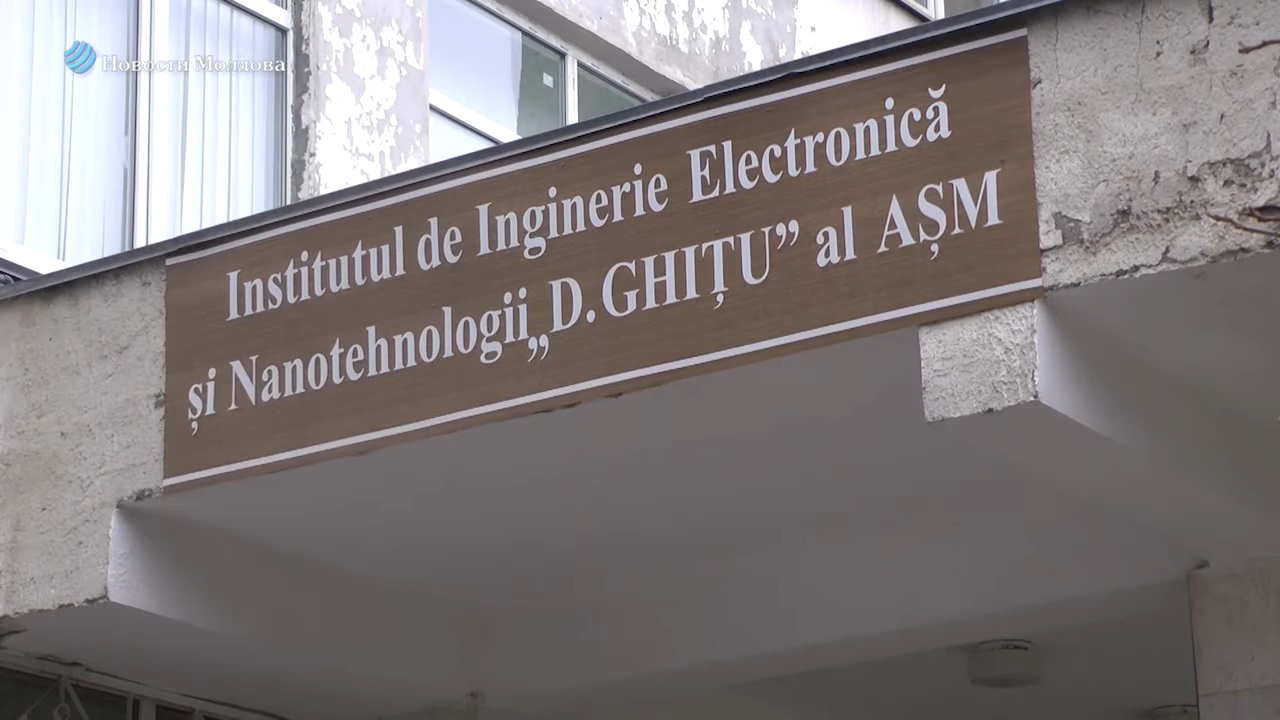 Новости Молдова
Institutul de Inginerie Electronică
și Nanotehnologii „D.GHIȚU” al AȘM